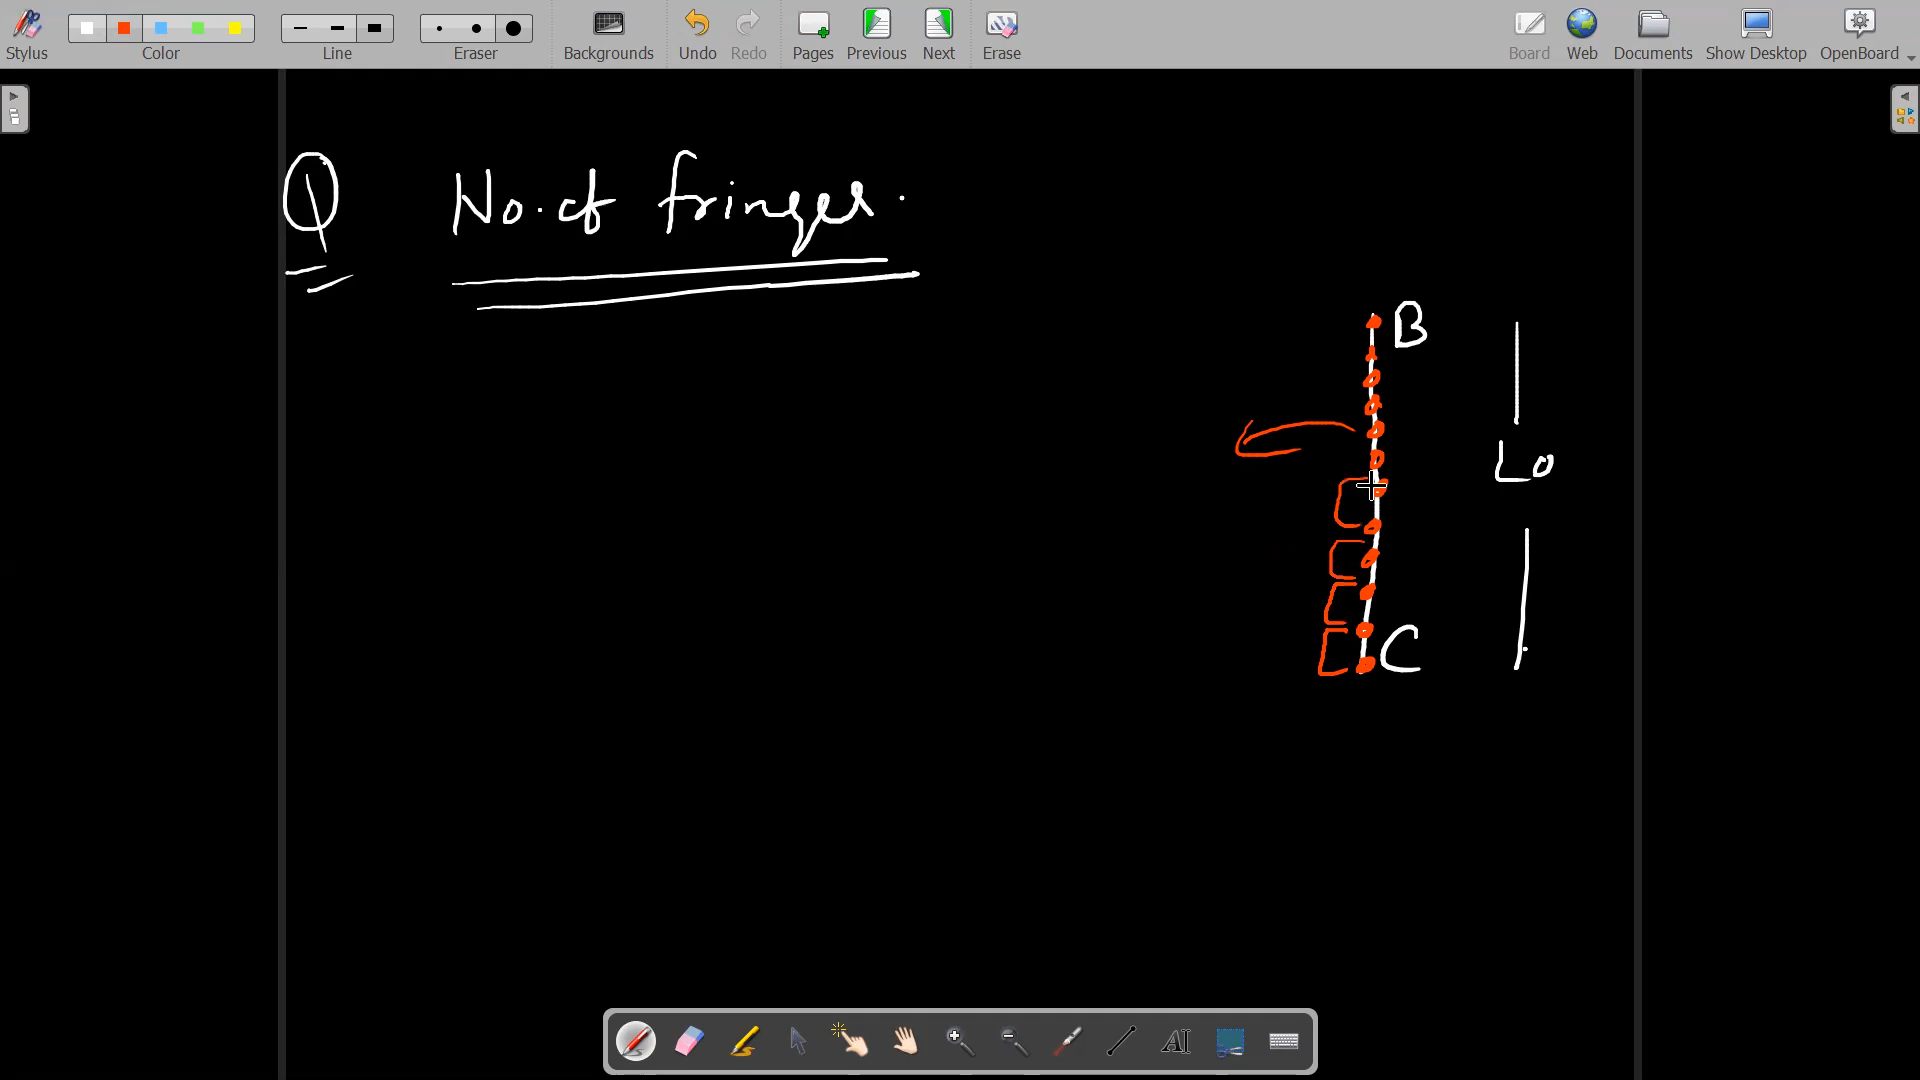 Stylus
Color
Line
Eraser
Backgrounds
Undo
Redo
Pages
Previous
Next
Erase
Board
Web
Documents
Show Desktop
OpenBoard
Q No. of fringes.
B
Lo
C
AI